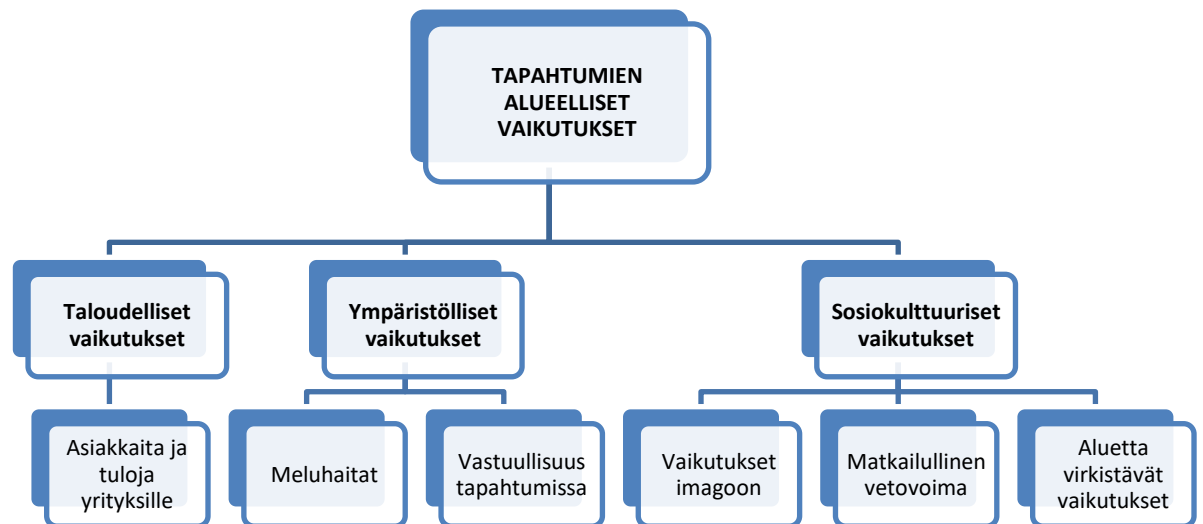 TAPAHTUMIEN
ALUEELLISET
VAIKUTUKSET
Taloudelliset
vaikutukset
Ympäristölliset
vaikutukset
Sosiokulttuuriset
vaikutukset
Asiakkaita ja
tuloja
yrityksille
Meluhaitat
Vastuullisuus
tapahtumissa
Vaikutukset
imagoon
Matkailullinen
vetovoima
Aluetta
virkistävät
vaikutukset